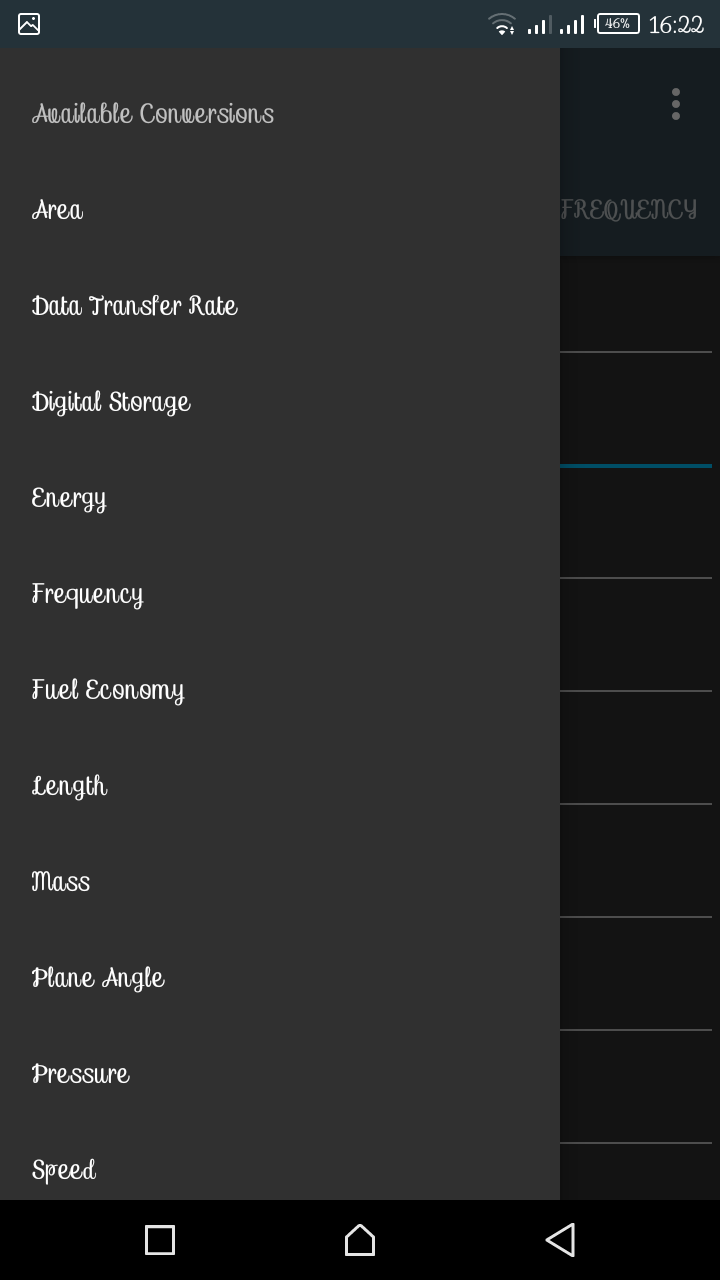 46% 16:22
Available Conversions
Area
FREQUENCY
Data Transfer Rate
Digital Storage
Energy
Frequency
Fuel Economy
Length
Mass
Plane Angle
Pressure
Speed